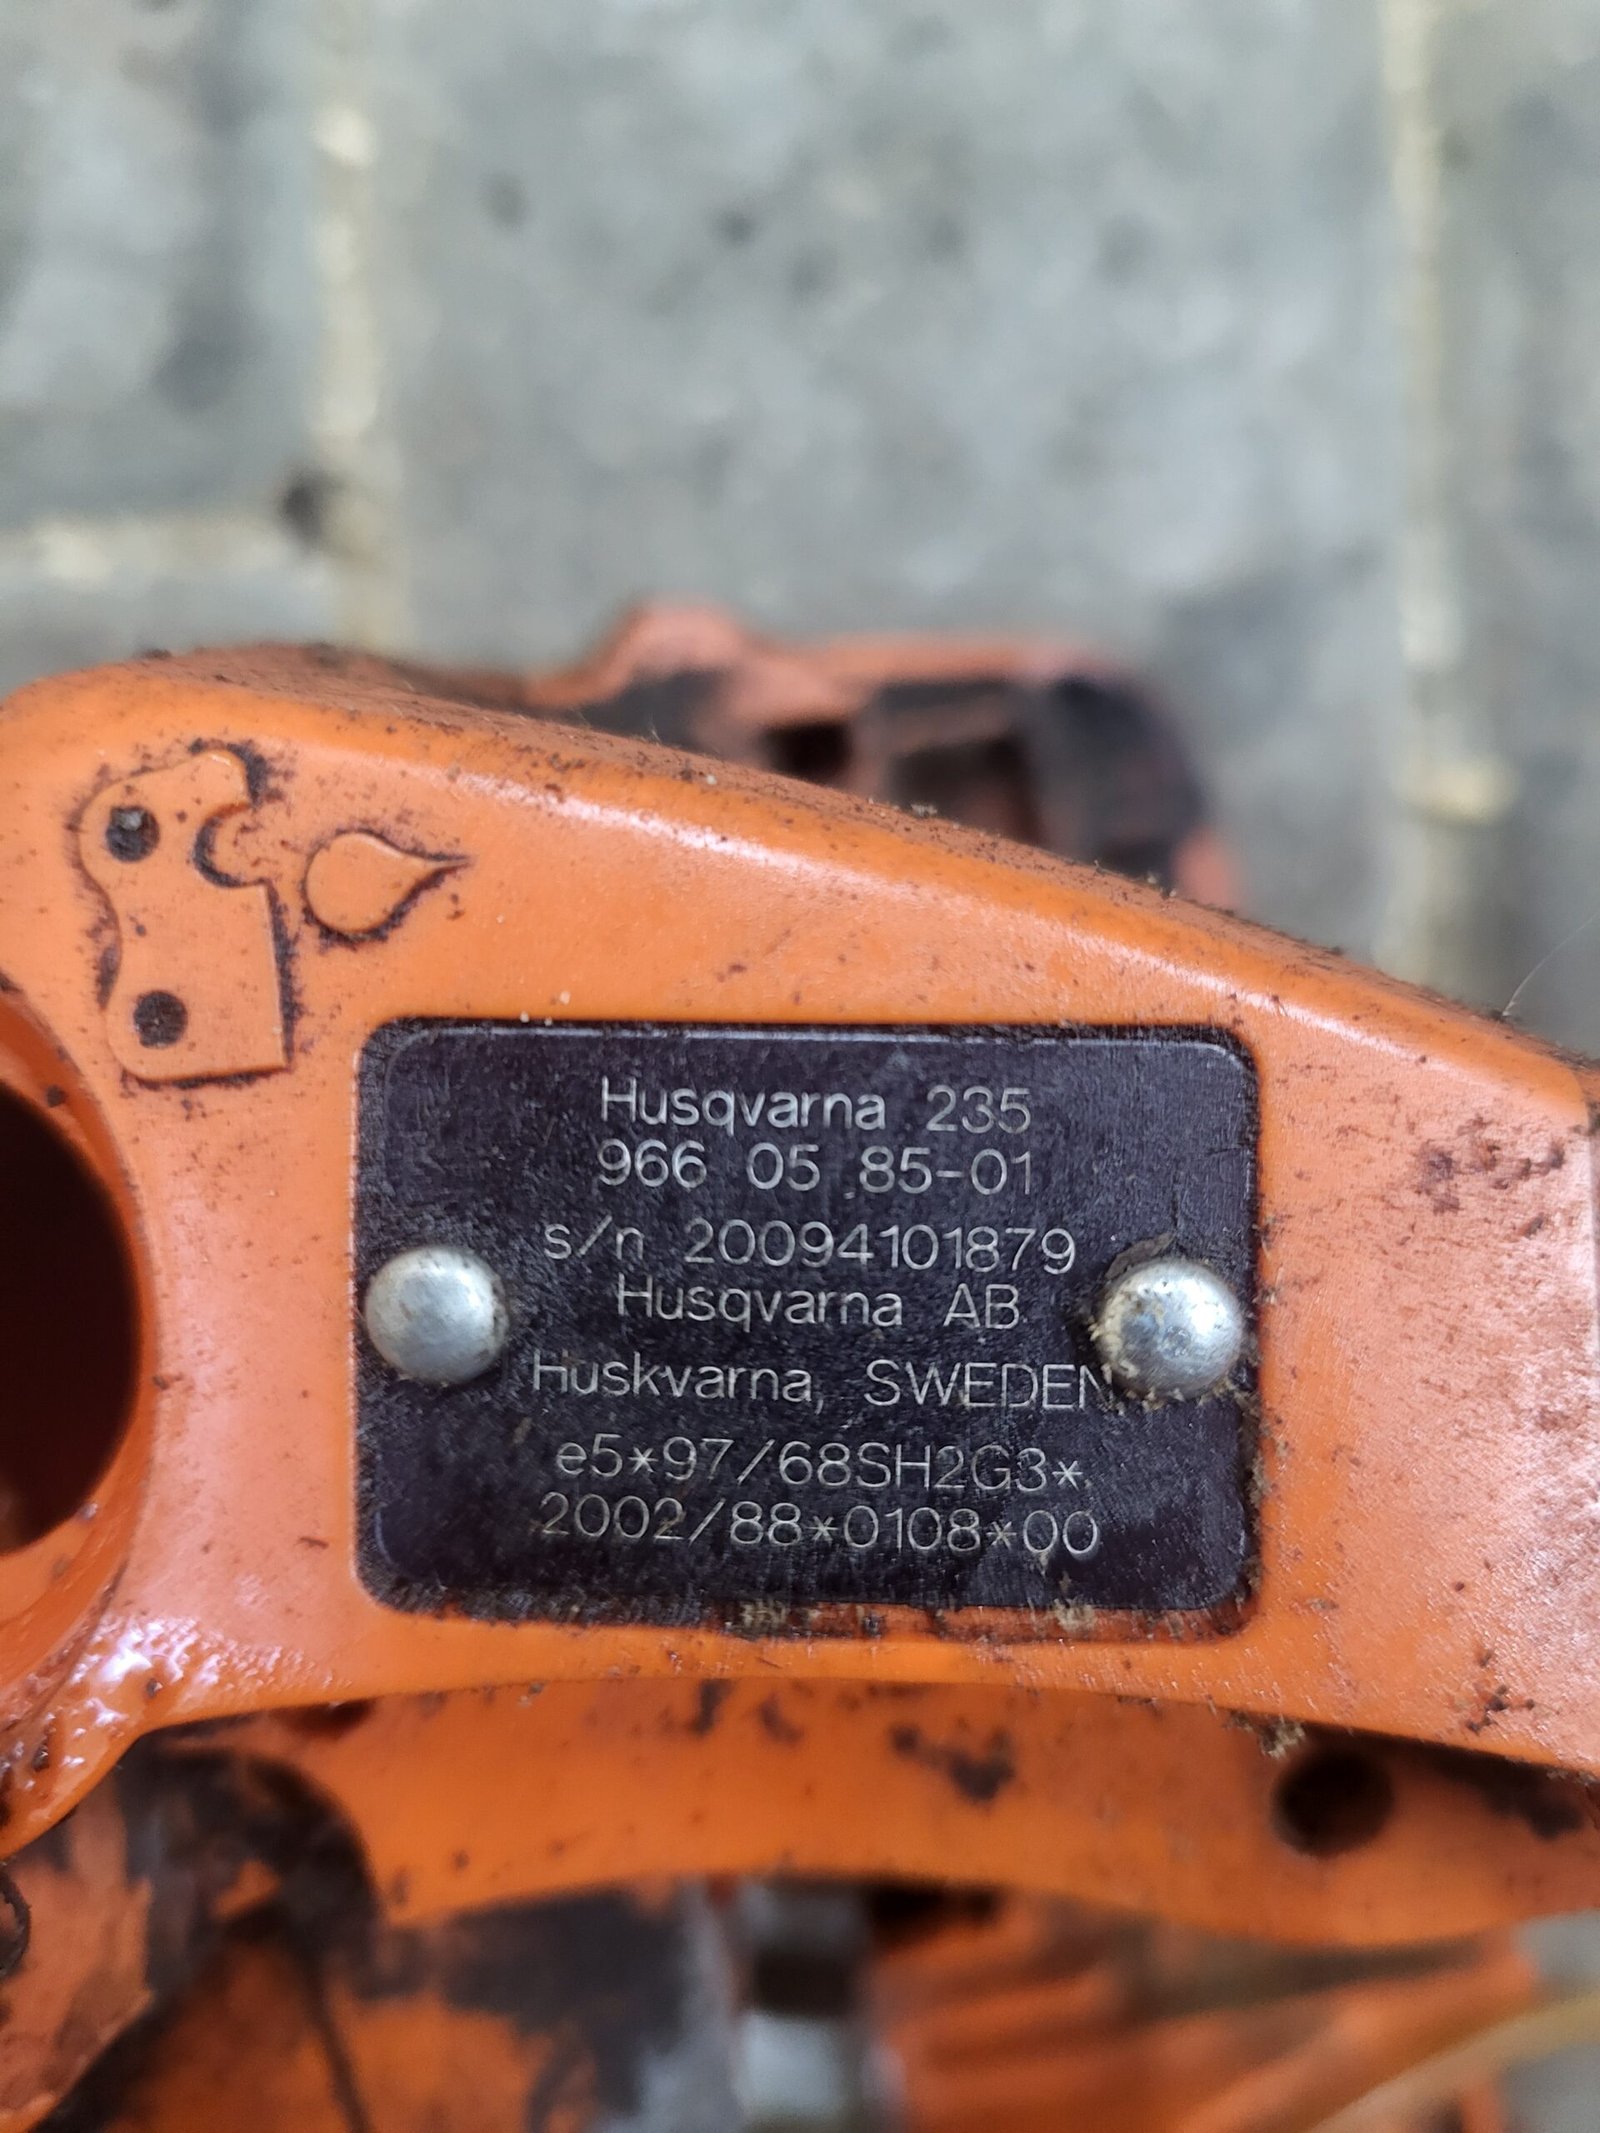 Husqvarna 235
966 05 85-01
s/n 20094101879
Husqvarna AB
Huskvarna, SWEDEN
e5*97/68SH2G3*
2002/88*0108*00